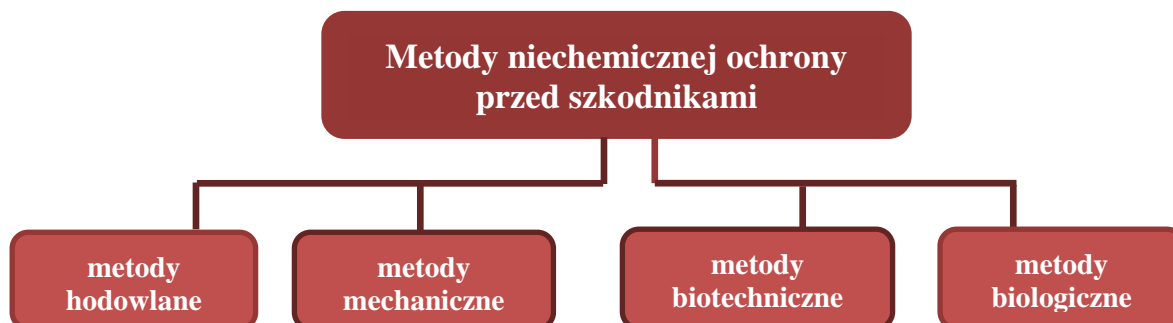 Metody niechemicznej ochrony
przed szkodnikami
metody
hodowlane
metody
mechaniczne
metody
biotechniczne
metody
biologiczne